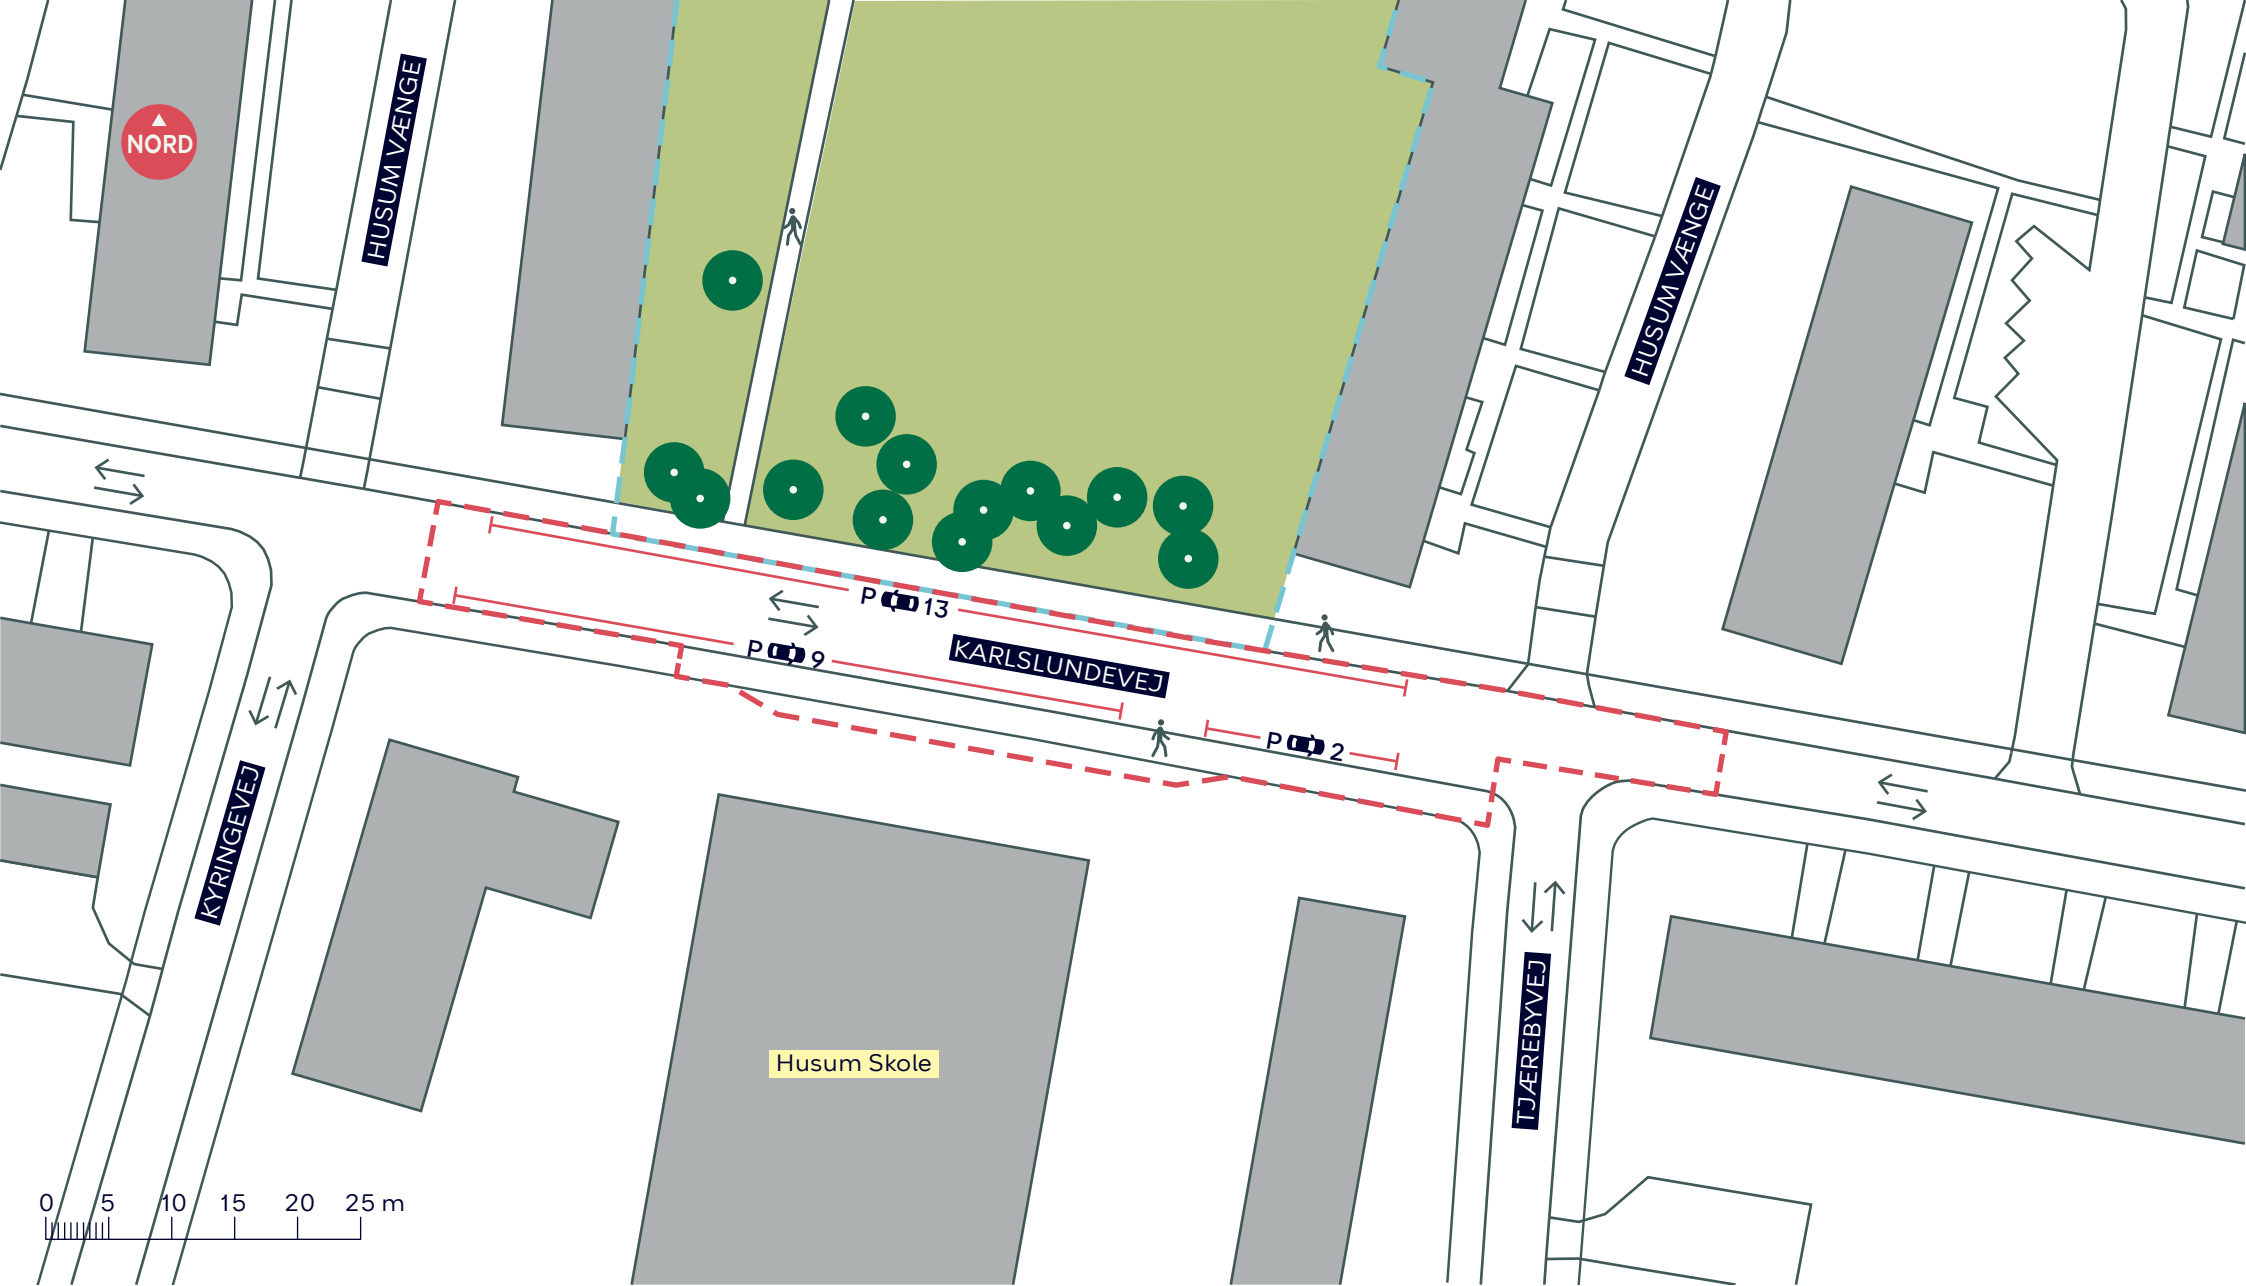 NORD
HUSUM VÆNGE
HUSUM VÆNGE
P 13
P 9
KARLSLUNDEVEJ
P 2
KYRINGEVEJ
TJÆREBYVEJ
Husum Skole
0 5 10 15 20 25 m